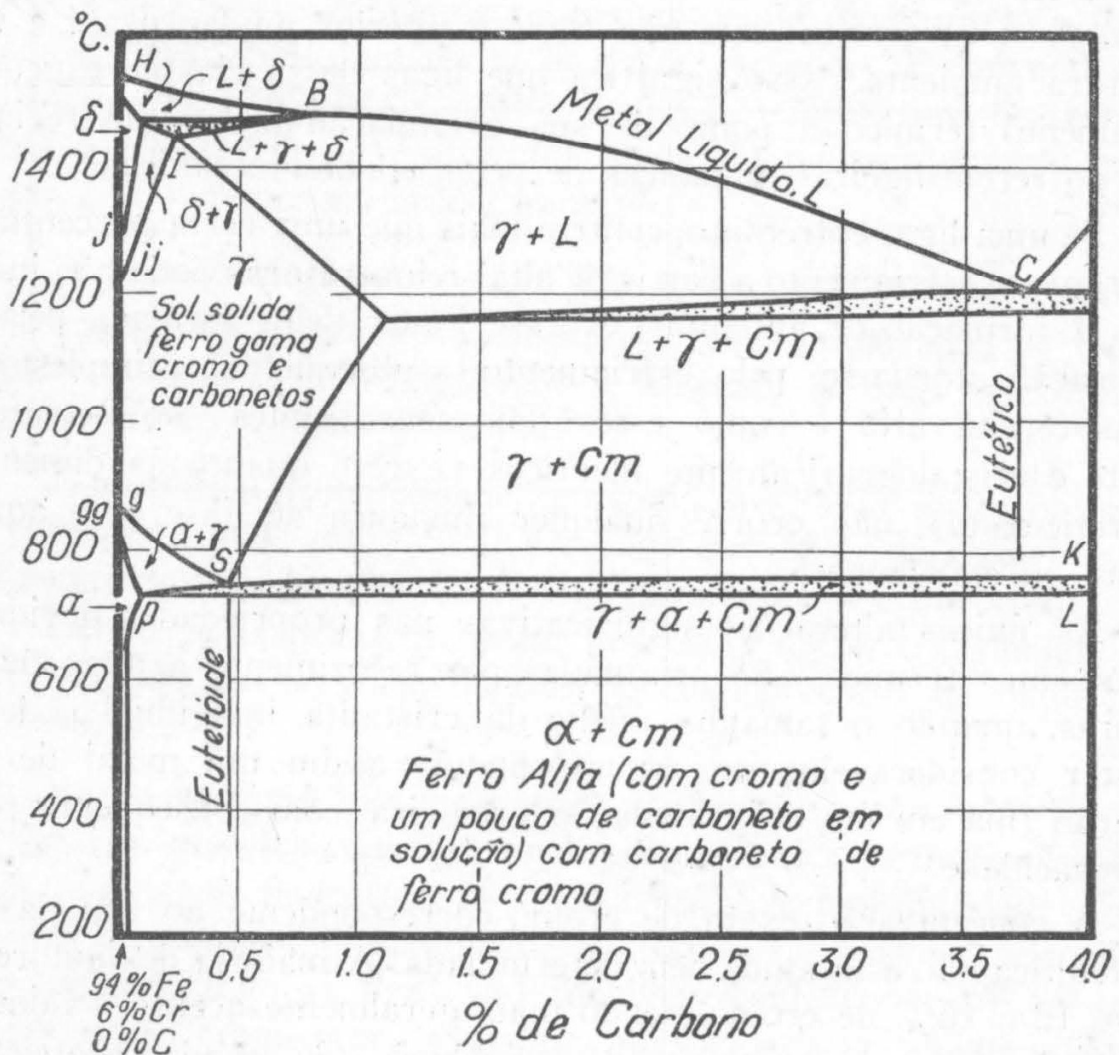 °C.
H
L+δ
B
Metal Líquido, L
δ
L+γ+δ
1400
I
δ+γ
j
γ
γ+L
jj
C
1200
Sol. solida
ferro gama
cromo e
carbonetos
L+γ+Cm
1000
γ+Cm
Eutético
g
gg
α+γ
S
800
K
α
p
γ+α+Cm
L
600
Eutetóide
α+Cm
Ferro Alfa (com cromo e
um pouco de carboneto em
solução) com carboneto de
ferro cromo
400
200
0.5 1.0 1.5 2.0 2.5 3.0 3.5 4.0
94%Fe
6%Cr
0%C
% de Carbono